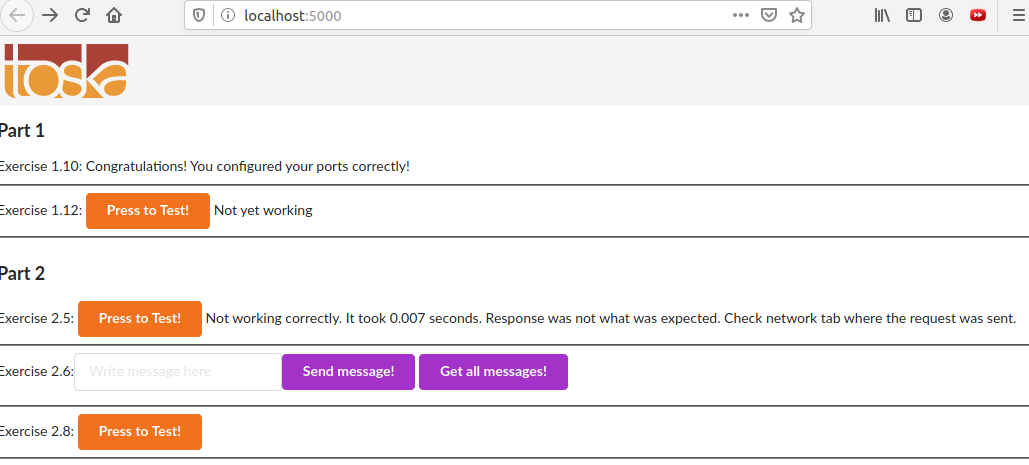 localhost:5000
toska
Part 1
Exercise 1.10: Congratulations! You configured your ports correctly!
Exercise 1.12: Press to Test! Not yet working
Part 2
Exercise 2.5: Press to Test! Not working correctly. It took 0.007 seconds. Response was not what was expected. Check network tab where the request was sent.
Exercise 2.6: Write message here Send message! Get all messages!
Exercise 2.8: Press to Test!